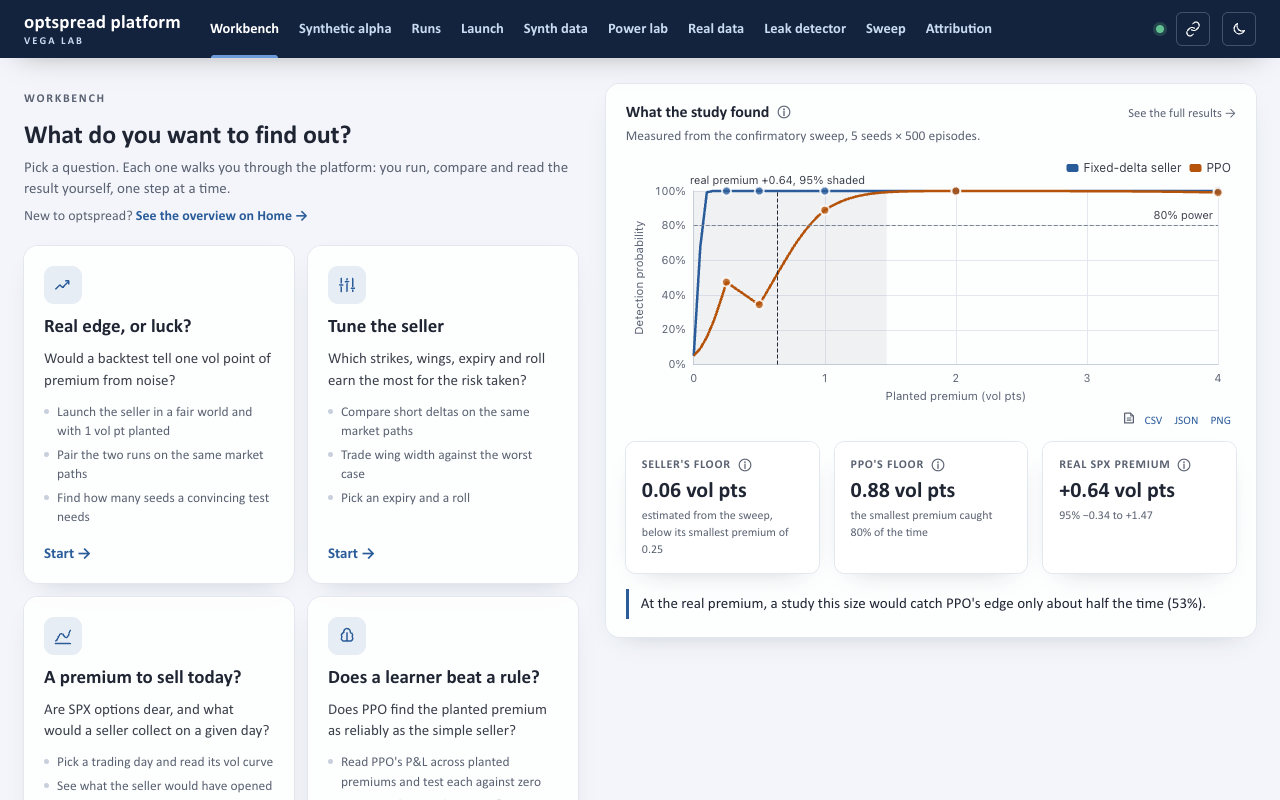 optspread platform
VEGA LAB
Workbench
Synthetic alpha
Runs
Launch
Synth data
Power lab
Real data
Leak detector
Sweep
Attribution
WORKBENCH
What do you want to find out?
Pick a question. Each one walks you through the platform: you run, compare and read the
result yourself, one step at a time.
New to optspread? See the overview on Home →
Real edge, or luck?
Would a backtest tell one vol point of
premium from noise?
Launch the seller in a fair world and
with 1 vol pt planted
Pair the two runs on the same market
paths
Find how many seeds a convincing test
needs
Start →
Tune the seller
Which strikes, wings, expiry and roll
earn the most for the risk taken?
Compare short deltas on the same
market paths
Trade wing width against the worst
case
Pick an expiry and a roll
Start →
A premium to sell today?
Are SPX options dear, and what
would a seller collect on a given day?
Pick a trading day and read its vol curve
See what the seller would have opened
Does a learner beat a rule?
Does PPO find the planted premium
as reliably as the simple seller?
Read PPO's P&L across planted
premiums and test each against zero
What the study found
See the full results →
Measured from the confirmatory sweep, 5 seeds × 500 episodes.
Fixed-delta seller
PPO
real premium +0.64, 95% shaded
100%
80%
60%
40%
20%
0%
80% power
Detection probability
0
1
2
3
4
Planted premium (vol pts)
CSV
JSON
PNG
SELLER'S FLOOR
0.06 vol pts
estimated from the sweep,
below its smallest premium of
0.25
PPO'S FLOOR
0.88 vol pts
the smallest premium caught
80% of the time
REAL SPX PREMIUM
+0.64 vol pts
95% −0.34 to +1.47
At the real premium, a study this size would catch PPO's edge only about half the time (53%).